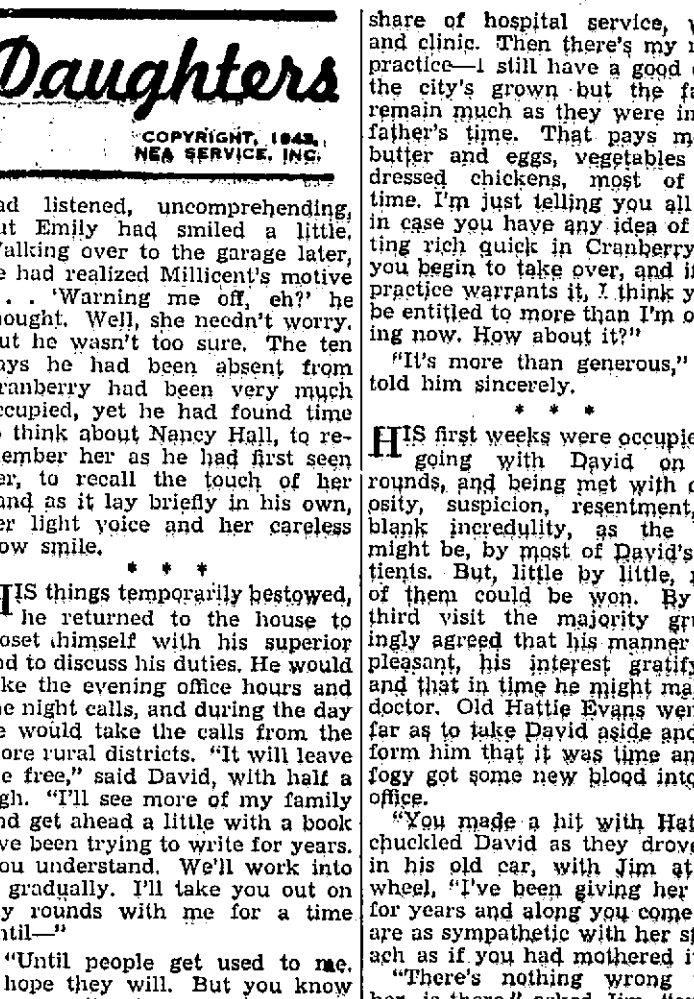 Daughters
COPYRIGHT, 1942,
NEA SERVICE, INC.
ad listened, uncomprehending,
ut Emily had smiled a little.
alking over to the garage later,
e had realized Millicent's motive
. . . 'Warning me off, eh?' he
hought. Well, she needn't worry.
ut he wasn't too sure. The ten
ays he had been absent from
ranberry had been very much
ccupied, yet he had found time
think about Nancy Hall, to re-
ember her as he had first seen
er, to recall the touch of her
and as it lay briefly in his own,
er light voice and her careless
ow smile.
* * *
HIS things temporarily bestowed,
he returned to the house to
oset himself with his superior
nd to discuss his duties. He would
ke the evening office hours and
e night calls, and during the day
e would take the calls from the
ore rural districts. "It will leave
e free," said David, with half a
gh. "I'll see more of my family
nd get ahead a little with a book
ve been trying to write for years.
ou understand. We'll work into
gradually. I'll take you out on
y rounds with me for a time
ntil—"
"Until people get used to me.
hope they will. But you know
share of hospital service,
and clinic. Then there's my
practice—I still have a good
the city's grown but the fa
remain much as they were in
father's time. That pays m
butter and eggs, vegetables
dressed chickens, most of
time. I'm just telling you all
in case you have any idea of
ting rich quick in Cranberry
you begin to take over, and if
practice warrants it, I think y
be entitled to more than I'm o
ing now. How about it?"
"It's more than generous,"
told him sincerely.
* * *
HIS first weeks were occupie
going with David on
rounds, and being met with c
osity, suspicion, resentment,
blank incredulity, as the
might be, by most of David's
tients. But, little by little,
of them could be won. By
third visit the majority gru
ingly agreed that his manner
pleasant, his interest gratify
and that in time he might ma
doctor. Old Hattie Evans wen
far as to take David aside and
form him that it was time an
fogy got some new blood into
office.
"You made a hit with Hat
chuckled David as they drove
in his old car, with Jim at
wheel, "I've been giving her
for years and along you come
are as sympathetic with her st
ach as if you had mothered it
"There's nothing wrong
her, is there?" asked Jim,